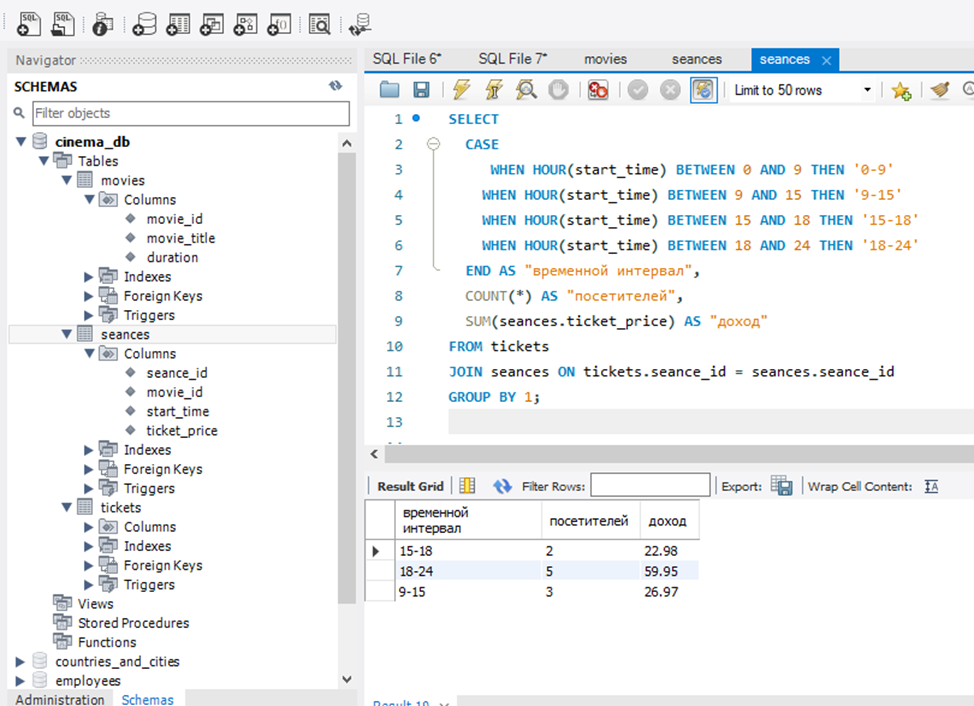 Navigator
SCHEMAS
Filter objects
cinema_db
Tables
movies
Columns
movie_id
movie_title
duration
Indexes
Foreign Keys
Triggers
seances
Columns
seance_id
movie_id
start_time
ticket_price
Indexes
Foreign Keys
Triggers
tickets
Columns
Indexes
Foreign Keys
Triggers
Views
Stored Procedures
Functions
countries_and_cities
employees
Administration Schemas
SQL File 6* SQL File 7* movies seances seances
Limit to 50 rows
1 SELECT
2 CASE
3 WHEN HOUR(start_time) BETWEEN 0 AND 9 THEN '0-9'
4 WHEN HOUR(start_time) BETWEEN 9 AND 15 THEN '9-15'
5 WHEN HOUR(start_time) BETWEEN 15 AND 18 THEN '15-18'
6 WHEN HOUR(start_time) BETWEEN 18 AND 24 THEN '18-24'
7 END AS "временной интервал",
8 COUNT(*) AS "посетителей",
9 SUM(seances.ticket_price) AS "доход"
10 FROM tickets
11 JOIN seances ON tickets.seance_id = seances.seance_id
12 GROUP BY 1;
13
Result Grid Filter Rows: Export: Wrap Cell Content:
временной
интервал посетителей доход
15-18 2 22.98
18-24 5 59.95
9-15 3 26.97